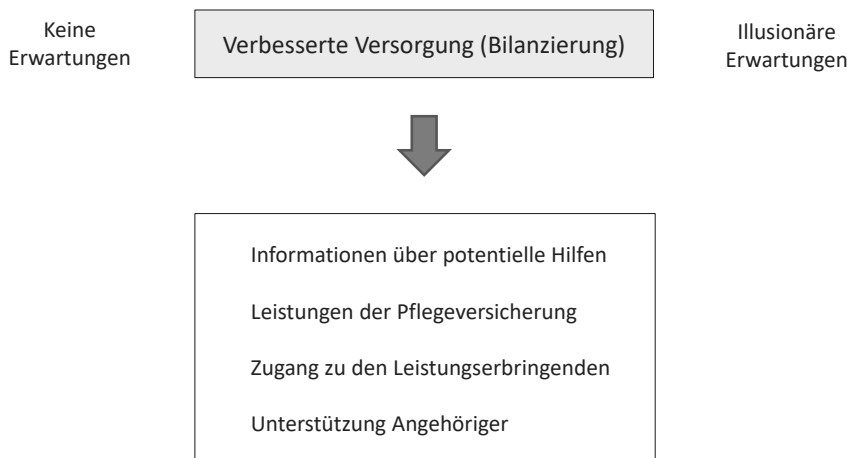 Keine
Erwartungen
Verbesserte Versorgung (Bilanzierung)
Illusionäre
Erwartungen
Informationen über potentielle Hilfen
Leistungen der Pflegeversicherung
Zugang zu den Leistungserbringenden
Unterstützung Angehöriger